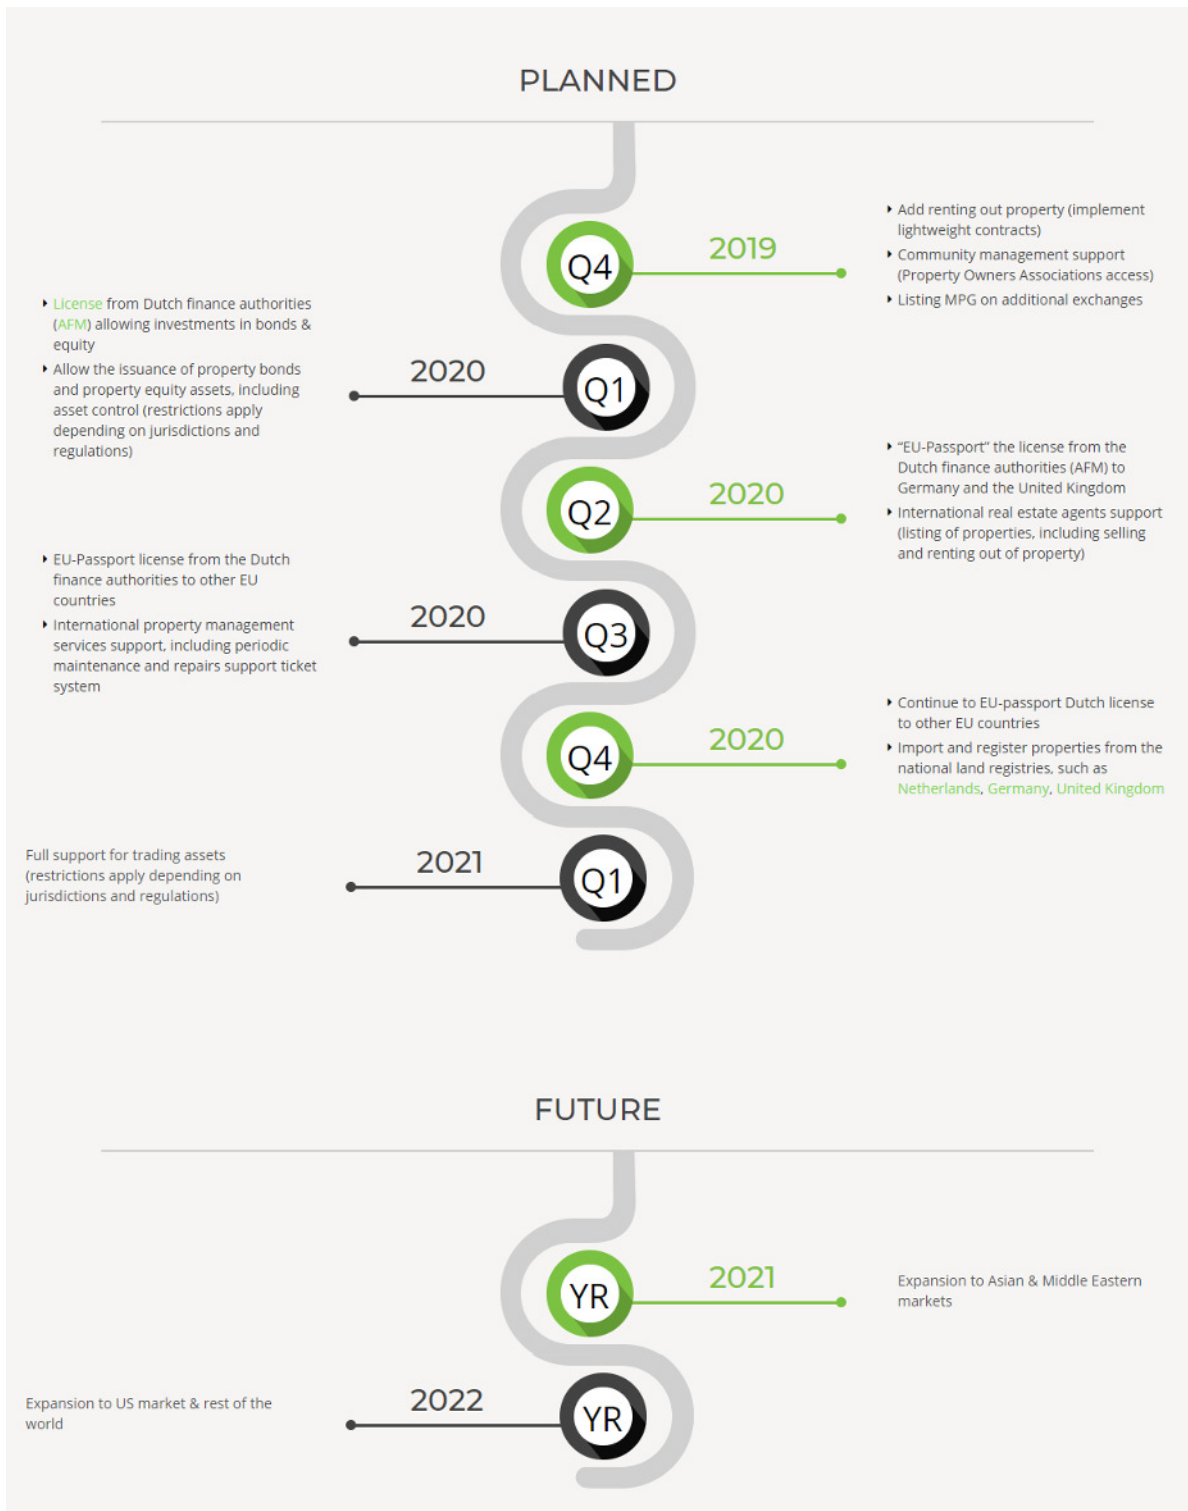 PLANNED
Q4
2019
‣ Add renting out property (implement
lightweight contracts)
‣ Community management support
(Property Owners Associations access)
‣ Listing MPG on additional exchanges
‣ License from Dutch finance authorities
(AFM) allowing investments in bonds &
equity
‣ Allow the issuance of property bonds
and property equity assets, including
asset control (restrictions apply
depending on jurisdictions and
regulations)
2020
Q1
Q2
2020
‣ “EU-Passport” the license from the
Dutch finance authorities (AFM) to
Germany and the United Kingdom
‣ International real estate agents support
(listing of properties, including selling
and renting out of property)
‣ EU-Passport license from the Dutch
finance authorities to other EU
countries
‣ International property management
services support, including periodic
maintenance and repairs support ticket
system
2020
Q3
Q4
2020
‣ Continue to EU-passport Dutch license
to other EU countries
‣ Import and register properties from the
national land registries, such as
Netherlands, Germany, United Kingdom
Full support for trading assets
(restrictions apply depending on
jurisdictions and regulations)
2021
Q1
FUTURE
YR
2021
Expansion to Asian & Middle Eastern
markets
Expansion to US market & rest of the
world
2022
YR